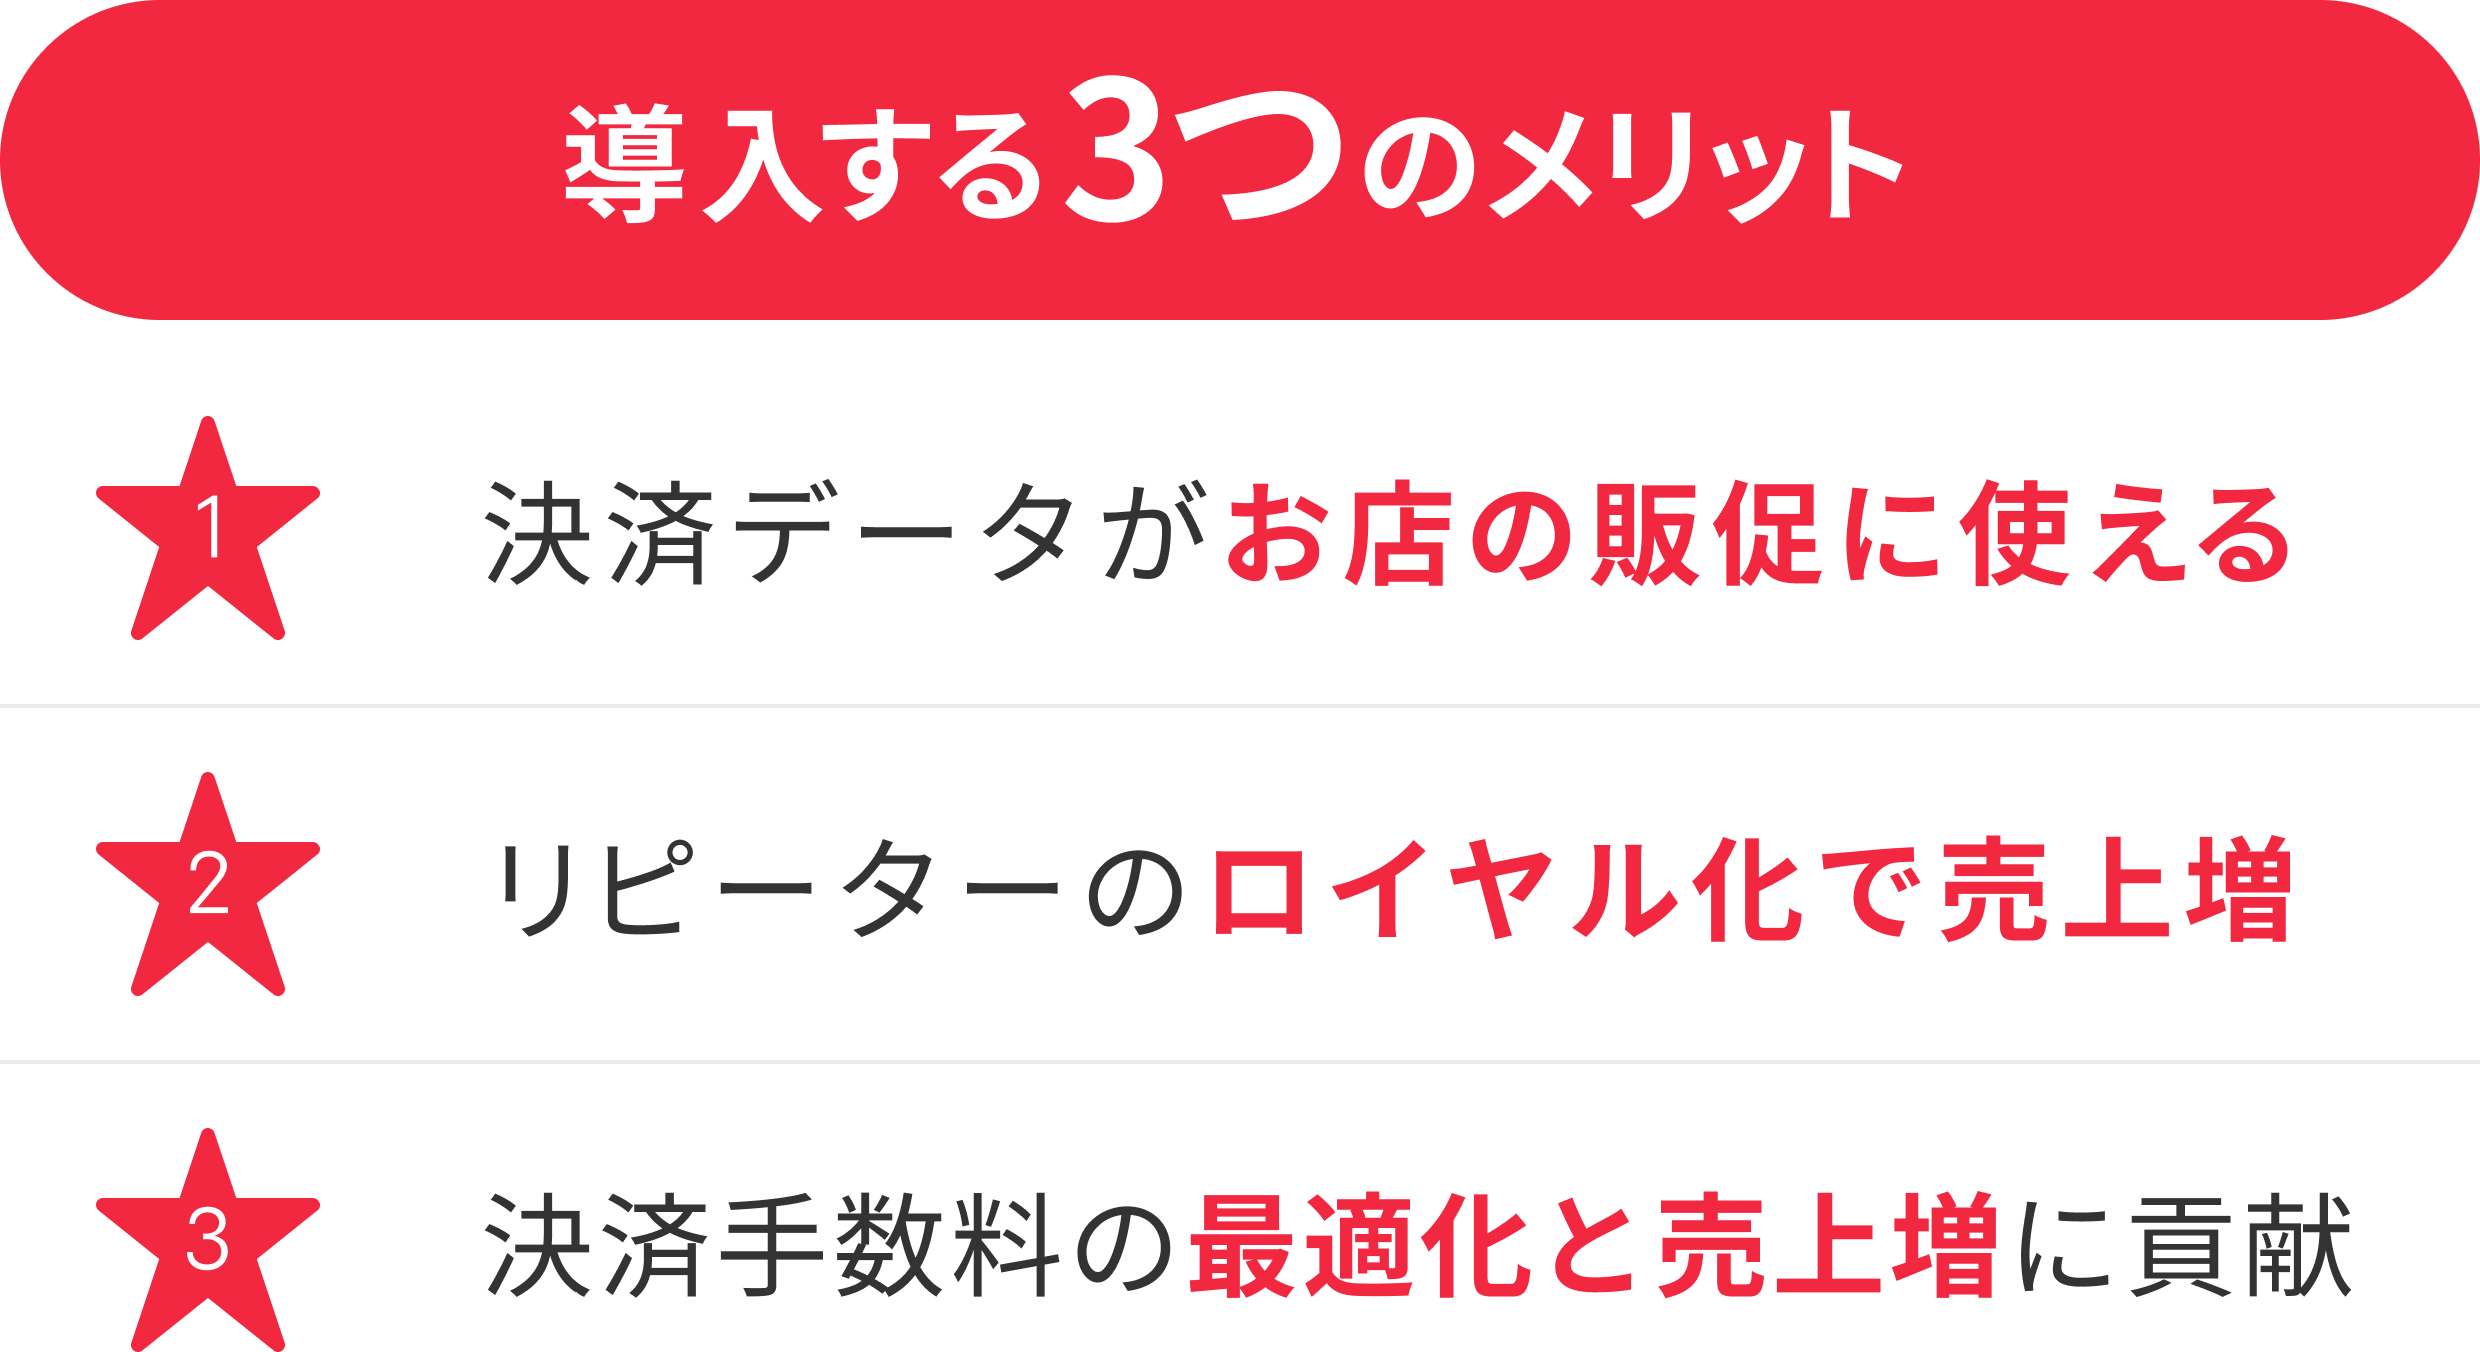 導入する3つのメリット
1 決済データがお店の販促に使える
2 リピーターのロイヤル化で売上増
3 決済手数料の最適化と売上増に貢献